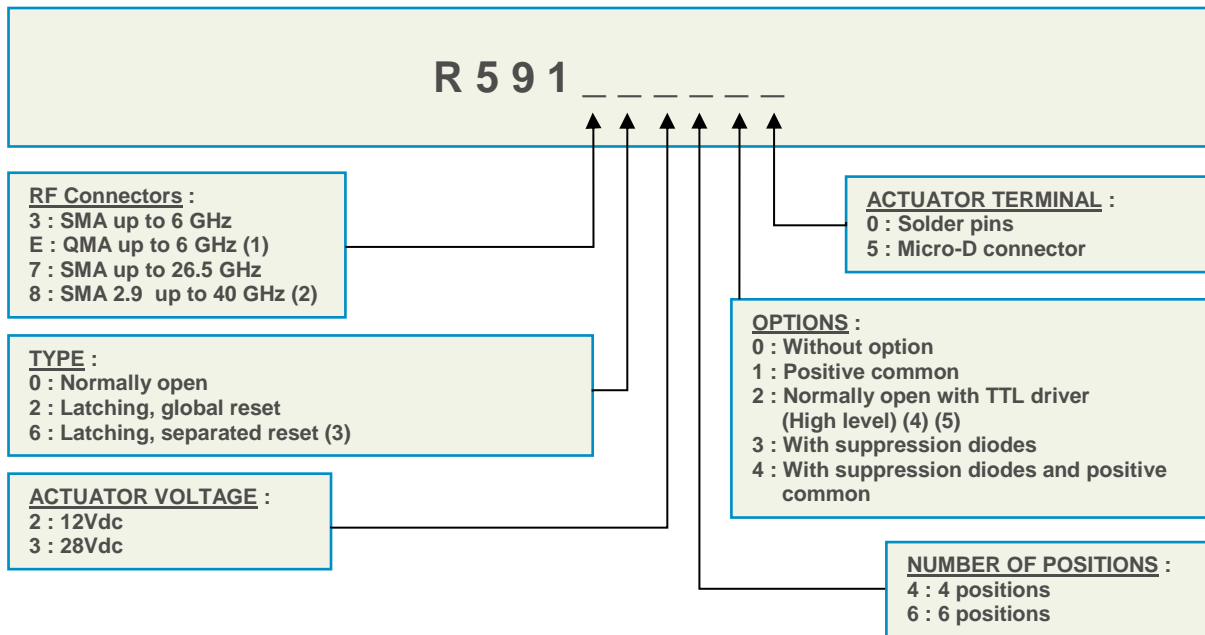 R 5 9 1 _ _ _ _ _ _
RF Connectors :
3 : SMA up to 6 GHz
E : QMA up to 6 GHz (1)
7 : SMA up to 26.5 GHz
8 : SMA 2.9 up to 40 GHz (2)
TYPE :
0 : Normally open
2 : Latching, global reset
6 : Latching, separated reset (3)
ACTUATOR VOLTAGE :
2 : 12Vdc
3 : 28Vdc
ACTUATOR TERMINAL :
0 : Solder pins
5 : Micro-D connector
OPTIONS :
0 : Without option
1 : Positive common
2 : Normally open with TTL driver
(High level) (4) (5)
3 : With suppression diodes
4 : With suppression diodes and positive
common
NUMBER OF POSITIONS :
4 : 4 positions
6 : 6 positions